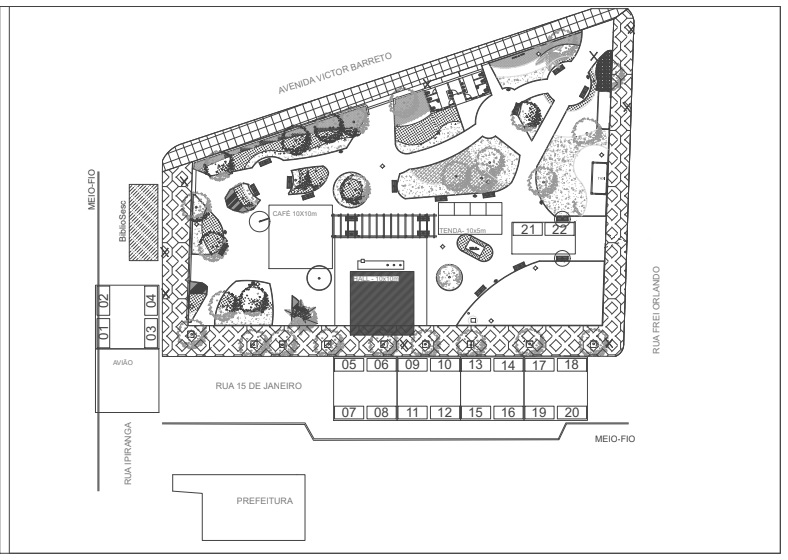 AVENIDA VICTOR BARRETO
MEIO-FIO
BiblioSesc
CAFÉ 10X10m
TENDA- 10x5m
21 22
HALL - 10x10m
02 04
01 03
AVIÃO
RUA FREI ORLANDO
RUA 15 DE JANEIRO
05 06 09 10 13 14 17 18
07 08 11 12 15 16 19 20
MEIO-FIO
RUA IPIRANGA
PREFEITURA